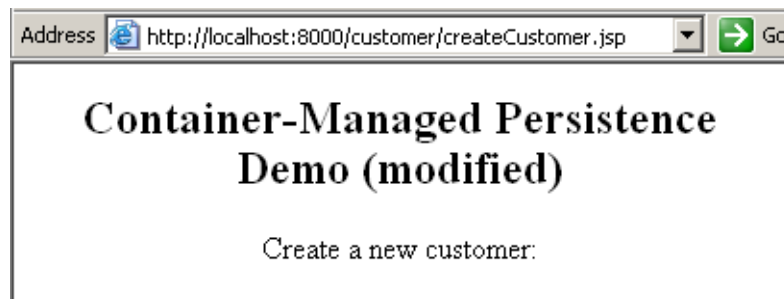 Address http://localhost:8000/customer/createCustomer.jsp Go
Container-Managed Persistence
Demo (modified)
Create a new customer: